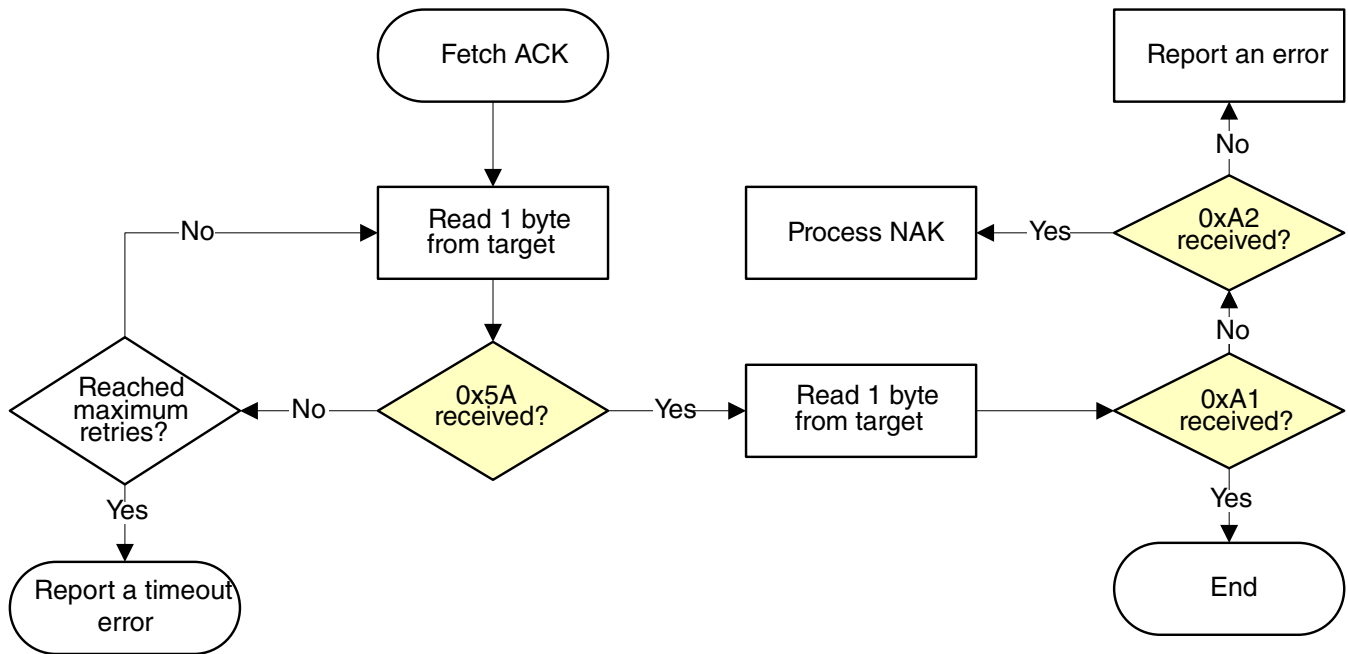 Fetch ACK
Report an error
No
Read 1 byte
from target
No
Process NAK
Yes
0xA2
received?
No
Reached
maximum
retries?
No
0x5A
received?
Yes
Read 1 byte
from target
0xA1
received?
Yes
Yes
Report a timeout
error
End